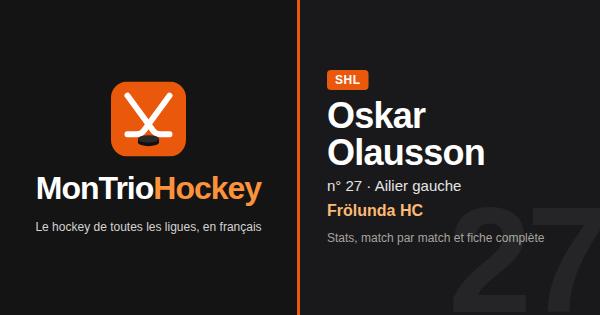 MonTrioHockey
Le hockey de toutes les ligues, en français
SHL
Oskar
Olausson
n° 27 · Ailier gauche
Frölunda HC
Stats, match par match et fiche complète
27